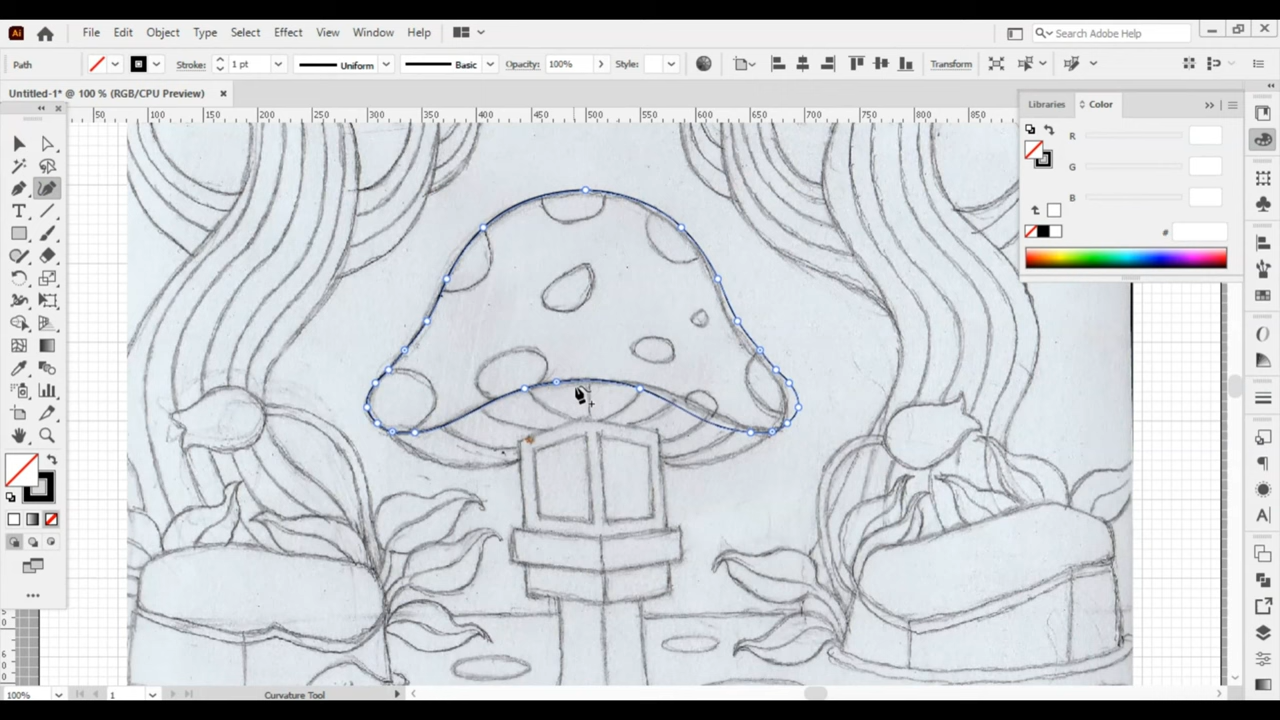 Ai File Edit Object Type Select Effect View Window Help Search Adobe Help
Path Stroke: 1 pt Uniform Basic Opacity: 100% Style: Transform
Untitled-1* @ 100 % (RGB/CPU Preview) ×
50 100 150 200 250 300 350 400 450 500 550 600 650 700 750 800 850
Libraries Color
R
G
B
#
100% 1 Curvature Tool